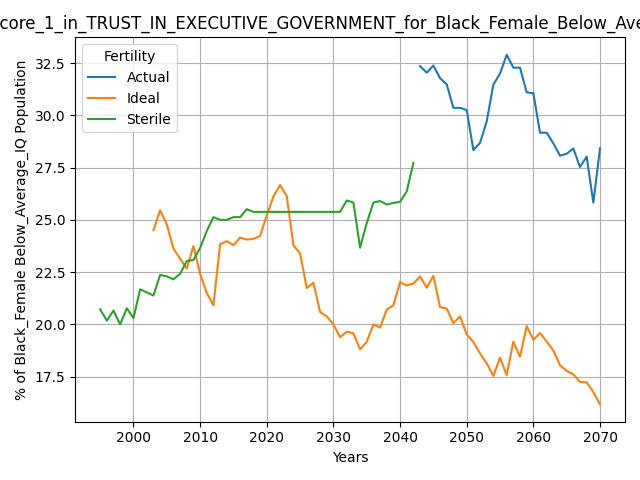 core_1_in_TRUST_IN_EXECUTIVE_GOVERNMENT_for_Black_Female_Below_Ave
Fertility
Actual
Ideal
Sterile
% of Black_Female Below_Average_IQ Population
32.5
30.0
27.5
25.0
22.5
20.0
17.5
2000 2010 2020 2030 2040 2050 2060 2070
Years